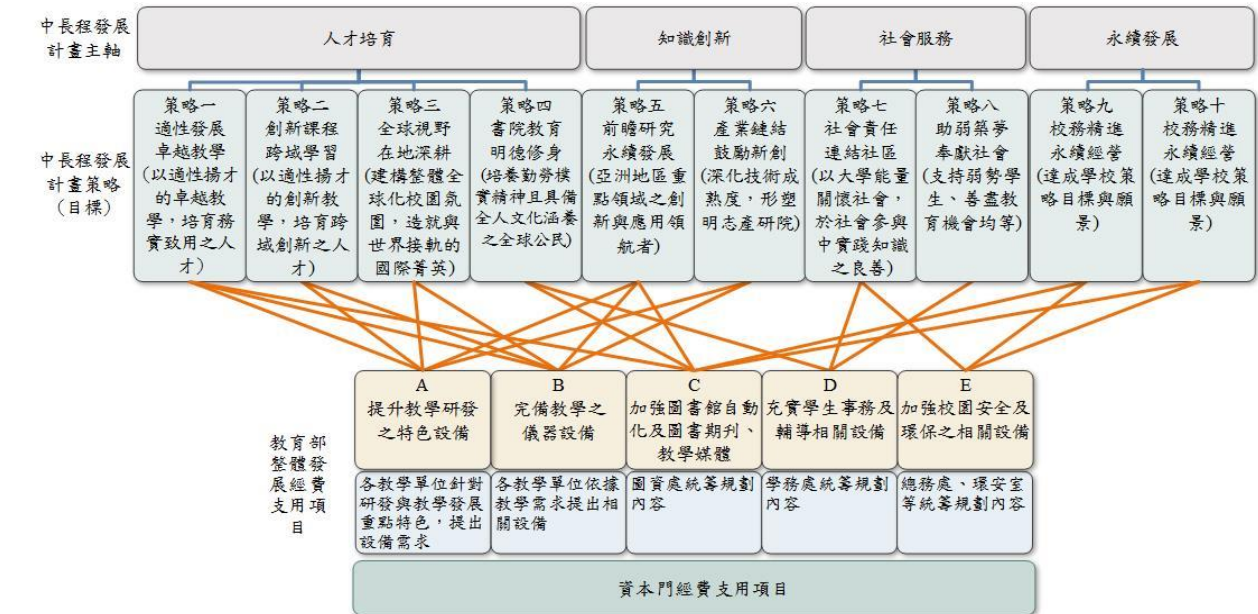 中長程發展
計畫主軸
人才培育
知識創新
社會服務
永續發展
中長程發展
計畫策略
(目標)
策略一
適性發展
卓越教學
(以適性揚才
的卓越教
學，培育務
實致用之人
才)
策略二
創新課程
跨域學習
(以適性揚才
的創新教
學，培育跨
域創新之人
才)
策略三
全球視野
在地深耕
(建構整體全
球化校園氛
圍，造就與
世界接軌的
國際菁英)
策略四
書院教育
明德修身
(培養勤勞樸
實精神且具備
全人文化涵養
之全球公民)
策略五
前瞻研究
永續發展
(亞洲地區重
點領域之創
新與應用領
航者)
策略六
產業鏈結
鼓勵新創
(深化技術成
熟度，形塑
明志產研院)
策略七
社會責任
連結社區
(以大學能量
關懷社會，
於社會參與
中實踐知識
之良善)
策略八
助弱築夢
奉獻社會
(支持弱勢學
生、善盡教
育機會均等)
策略九
校務精進
永續經營
(達成學校策
略目標與願
景)
策略十
校務精進
永續經營
(達成學校策
略目標與願
景)
教育部
整體發
展經費
支用項
目
A
提升教學研發
之特色設備
B
完備教學之
儀器設備
C
加強圖書館自動
化及圖書期刊、
教學媒體
D
充實學生事務及
輔導相關設備
E
加強校園安全及
環保之相關設備
各教學單位針對
研發與教學發展
重點特色，提出
設備需求
各教學單位依據
教學需求提出相
關設備
圖資處統籌規劃
內容
學務處統籌規劃
內容
總務處、環安室
等統籌規劃內容
資本門經費支用項目